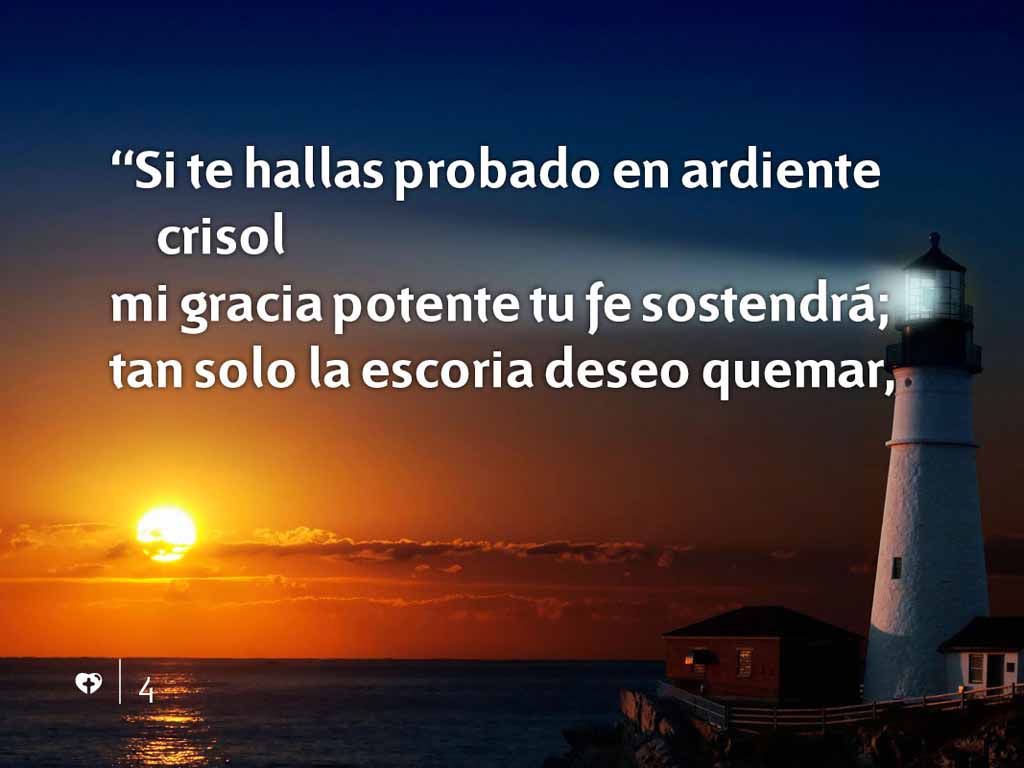 “Si te hallas probado en ardiente
crisol
mi gracia potente tu fe sostendrá;
tan solo la escoria deseo quemar,
4